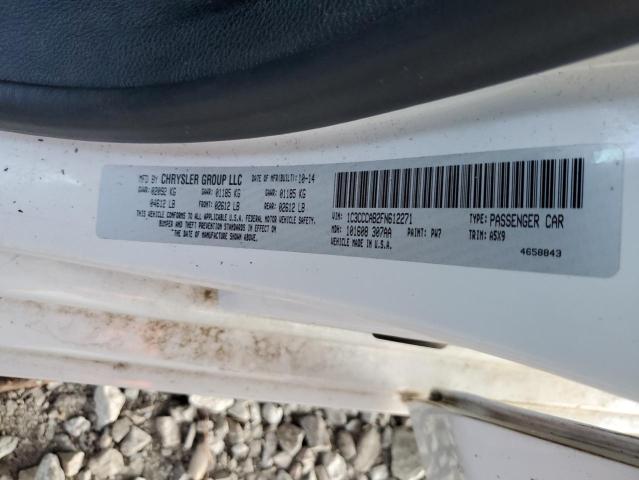 MFD BY CHRYSLER GROUP LLC DATE OF MFR(BUILT): 10-14
GVWR: 02092 KG GAWR: 01185 KG GAWR: 01185 KG
04612 LB FRONT: 02612 LB REAR: 02612 LB
THIS VEHICLE CONFORMS TO ALL APPLICABLE U.S.A. FEDERAL MOTOR VEHICLE SAFETY,
BUMPER AND THEFT PREVENTION STANDARDS IN EFFECT ON
THE DATE OF MANUFACTURE SHOWN ABOVE.
VIN: 1C3CCCAB2FN612271 TYPE: PASSENGER CAR
MDH: 101608 307AA PAINT: PW7 TRIM: A5X9
VEHICLE MADE IN U.S.A. 4658843